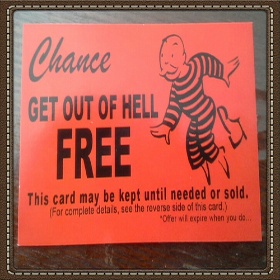 Chance
GET OUT OF HELL
FREE
This card may be kept until needed or sold.
(For complete details, see the reverse side of this card.)
*Offer will expire when you do...